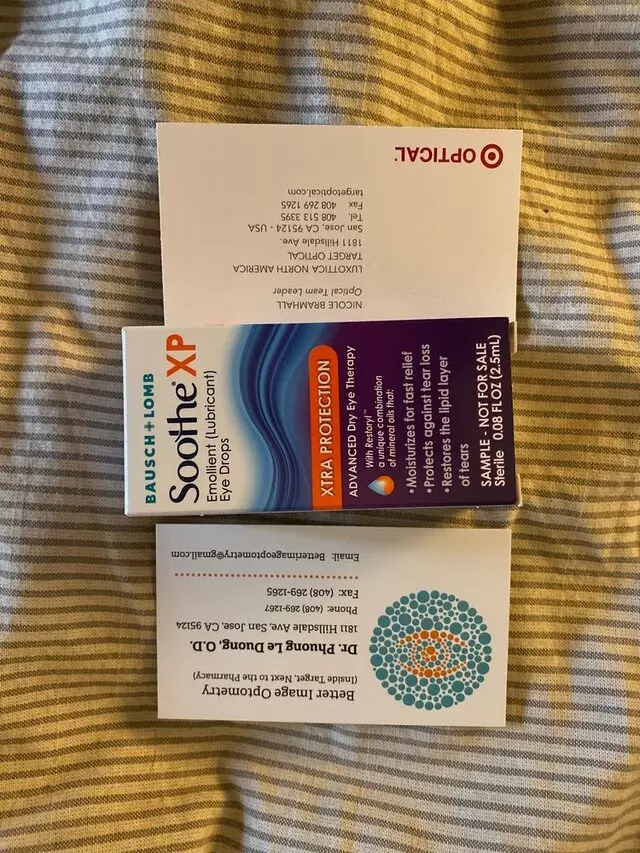 OPTICAL
NICOLE BRAMHALL
Optical Team Leader
LUXOTTICA NORTH AMERICA
TARGET OPTICAL
1811 Hillsdale Ave.
San Jose, CA 95124 - USA
Tel. 408 513 3395
Fax 408 269 1265
targetoptical.com
BAUSCH + LOMB
Soothe® XP
Emollient (Lubricant)
Eye Drops
XTRA PROTECTION
ADVANCED Dry Eye Therapy
With Restoryl™
a unique combination
of mineral oils that:
• Moisturizes for fast relief
• Protects against tear loss
• Restores the lipid layer
of tears
SAMPLE - NOT FOR SALE
Sterile 0.08 FL OZ (2.5mL)
Better Image Optometry
(Inside Target, Next to the Pharmacy)
Dr. Phuong Le Duong, O.D.
1811 Hillsdale Ave, San Jose, CA 95124
Phone: (408) 269-1267
Fax: (408) 269-1265
Email: Betterimageoptometry@gmail.com